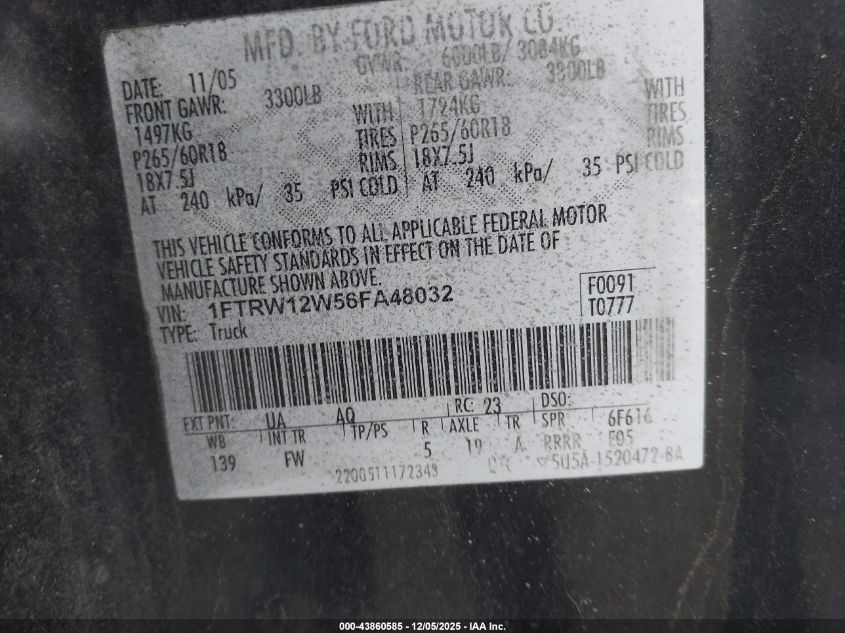 MFD. BY FORD MOTOR CO.
DATE: 11/05 GVWR: 6800LB/ 3084KG
FRONT GAWR: 3300LB REAR GAWR: 3800LB
1497KG WITH 1724KG WITH
P265/60R18 TIRES P265/60R18 TIRES
18X7.5J RIMS 18X7.5J RIMS
AT 240 kPa/ 35 PSI COLD AT 240 kPa/ 35 PSI COLD
THIS VEHICLE CONFORMS TO ALL APPLICABLE FEDERAL MOTOR
VEHICLE SAFETY STANDARDS IN EFFECT ON THE DATE OF
MANUFACTURE SHOWN ABOVE.
VIN: 1FTRW12W56FA48032 F0091
TYPE: Truck T0777
EXT PNT: UA AQ RC: 23 DSO:
WB INT TR TP/PS R AXLE TR SPR 6F616
139 FW 5 19 A RRRR E05
2200511172343 5U5A-1520472-BA
000-43860585 - 12/05/2025 - IAA Inc.